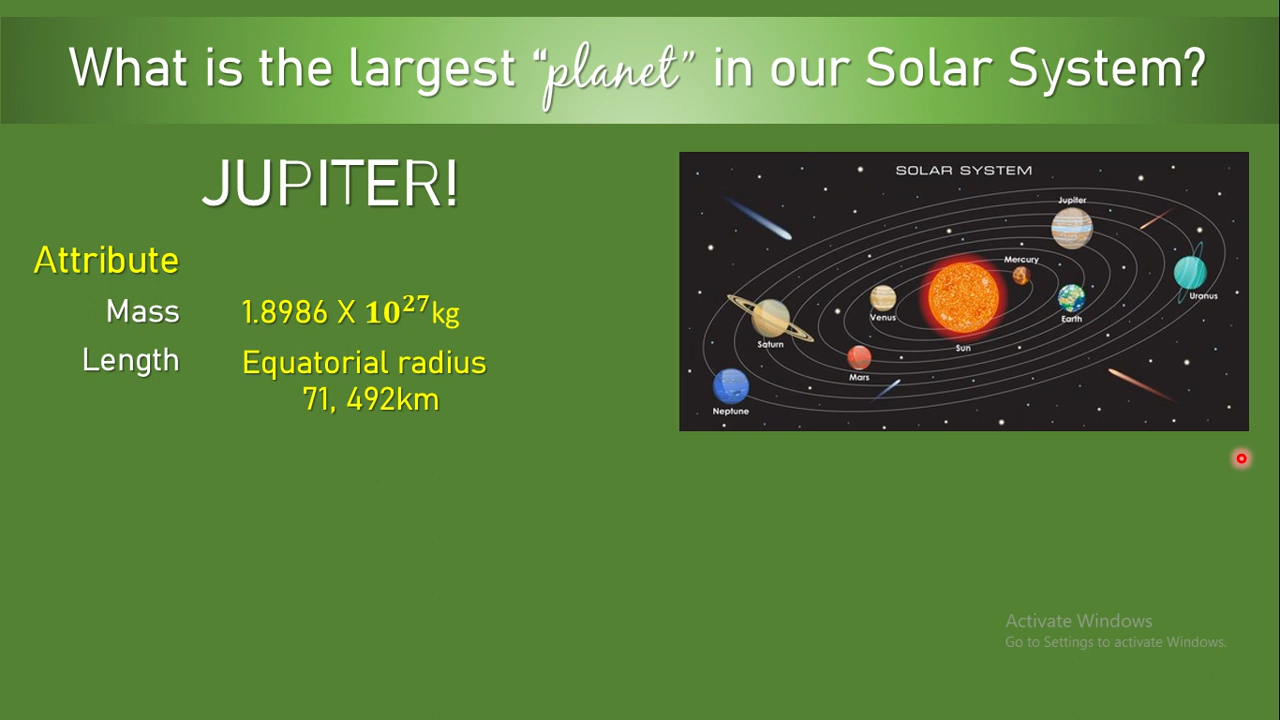 What is the largest “planet” in our Solar System?
JUPITER!
Attribute
Mass 1.8986 X 10²⁷kg
Length Equatorial radius
71, 492km
SOLAR SYSTEM
Jupiter
Mercury
Uranus
Venus
Earth
Saturn
Sun
Mars
Neptune
Activate Windows
Go to Settings to activate Windows.